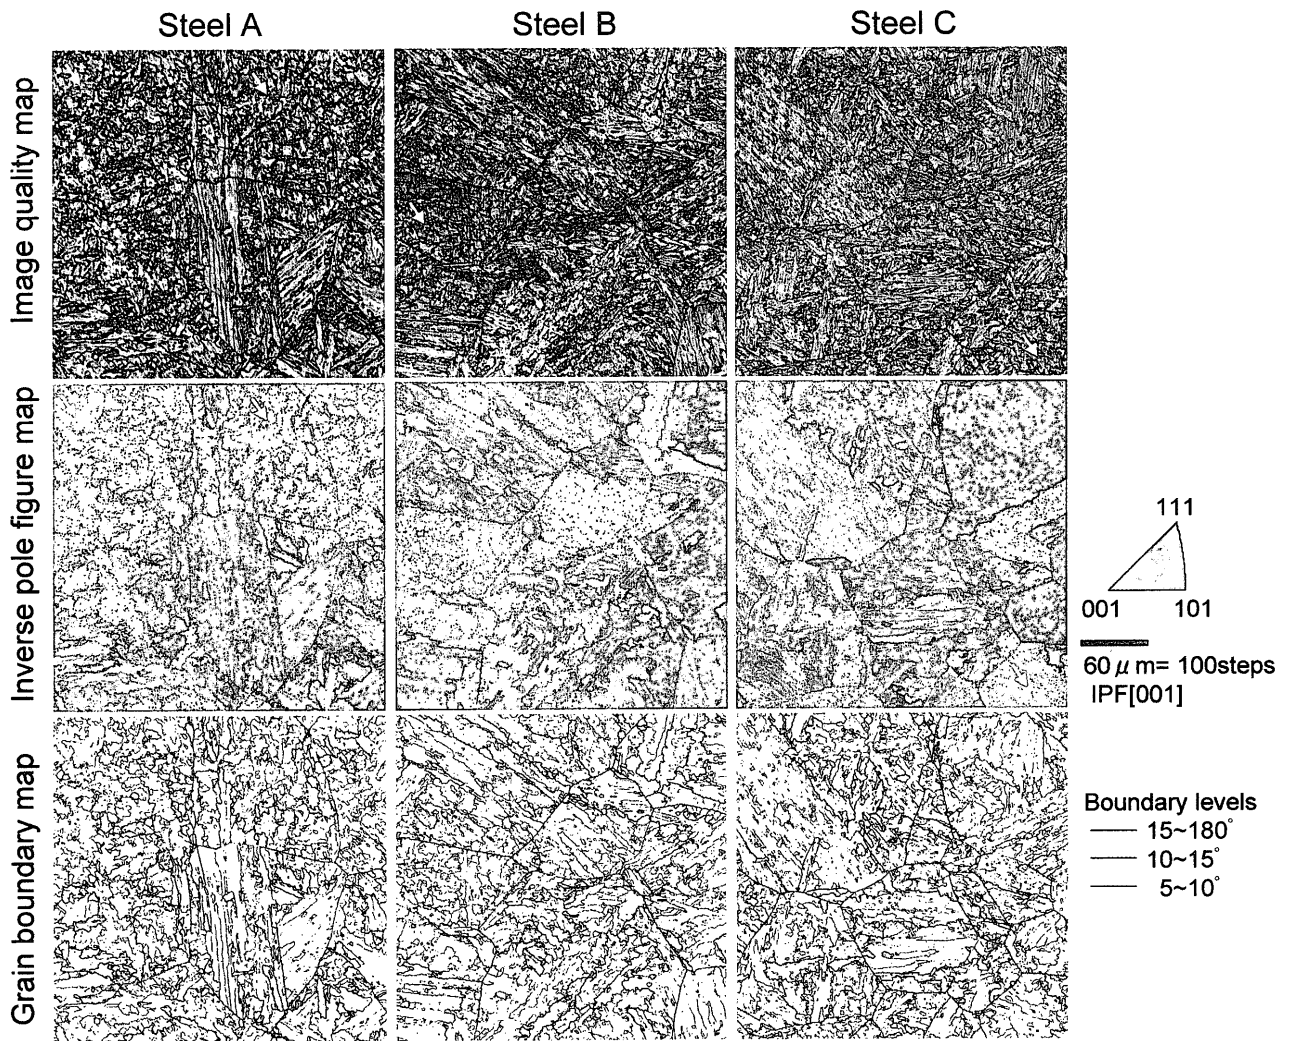 Steel A
Steel B
Steel C
Image quality map
Inverse pole figure map
Grain boundary map
111
001
101
60μm=100steps
IPF[001]
Boundary levels
15~180°
10~15°
5~10°